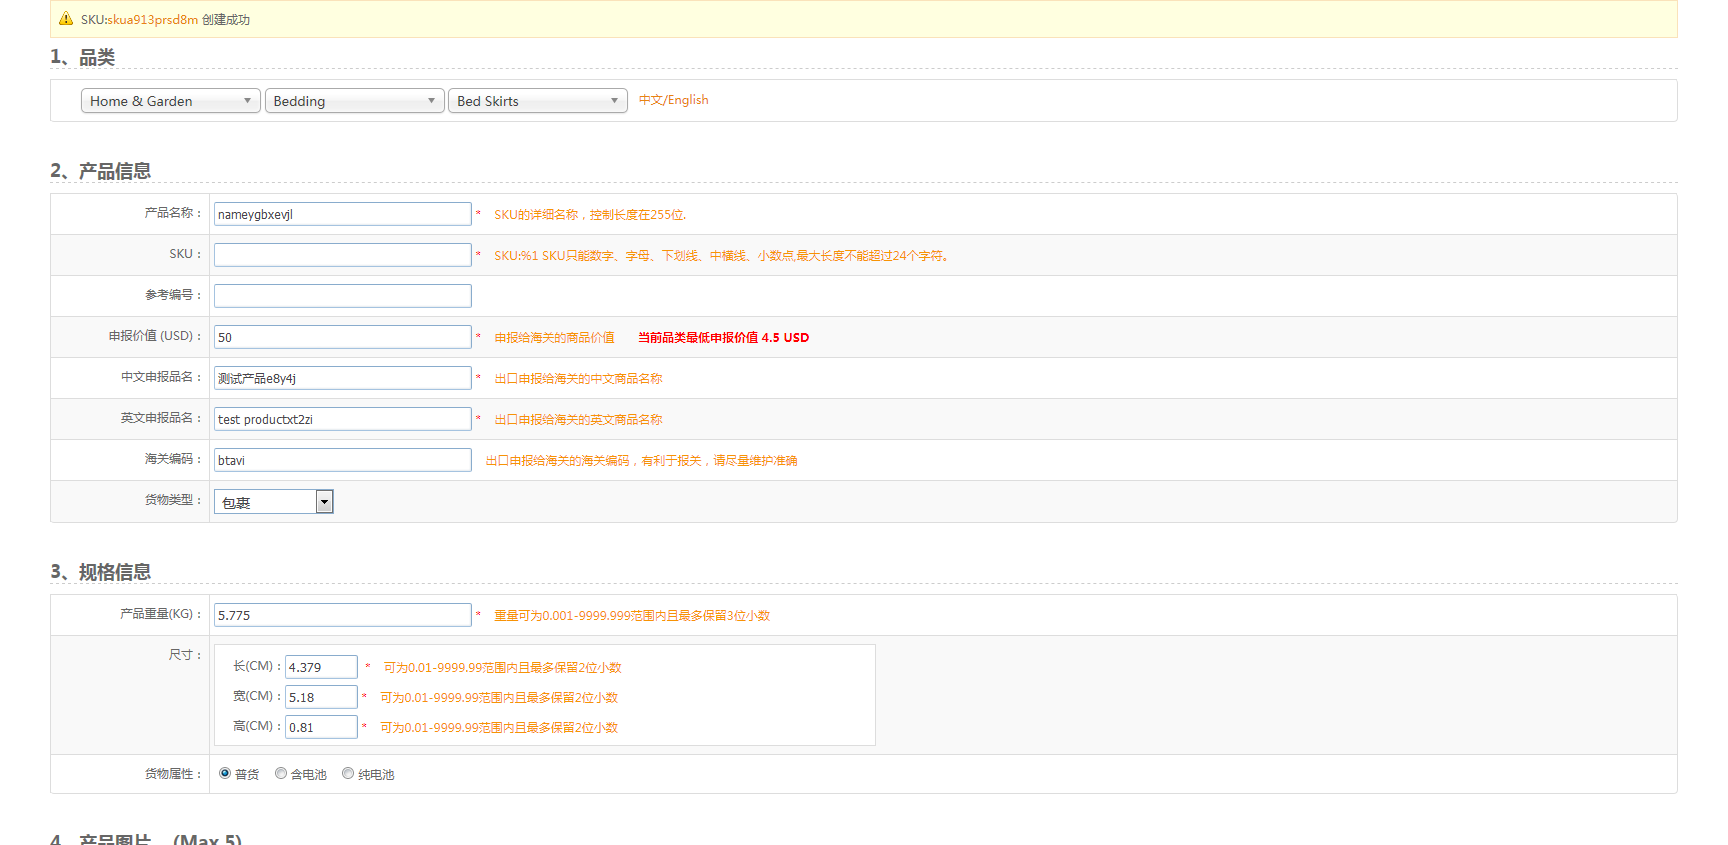 SKU:skua913prsd8m 创建成功
1、品类
Home & Garden Bedding Bed Skirts 中文/English
2、产品信息
产品名称： nameygbxevjl * SKU的详细名称，控制长度在255位.
SKU： * SKU:%1 SKU只能数字、字母、下划线、中横线、小数点,最大长度不能超过24个字符。
参考编号：
申报价值 (USD)： 50 * 申报给海关的商品价值 当前品类最低申报价值 4.5 USD
中文申报品名： 测试产品e8y4j * 出口申报给海关的中文商品名称
英文申报品名： test productxt2zi * 出口申报给海关的英文商品名称
海关编码： btavi 出口申报给海关的海关编码，有利于报关，请尽量维护准确
货物类型： 包裹
3、规格信息
产品重量(KG)： 5.775 * 重量可为0.001-9999.999范围内且最多保留3位小数
尺寸：
长(CM)： 4.379 * 可为0.01-9999.99范围内且最多保留2位小数
宽(CM)： 5.18 * 可为0.01-9999.99范围内且最多保留2位小数
高(CM)： 0.81 * 可为0.01-9999.99范围内且最多保留2位小数
货物属性： 普货 含电池 纯电池
4、产品图片 (Max 5)